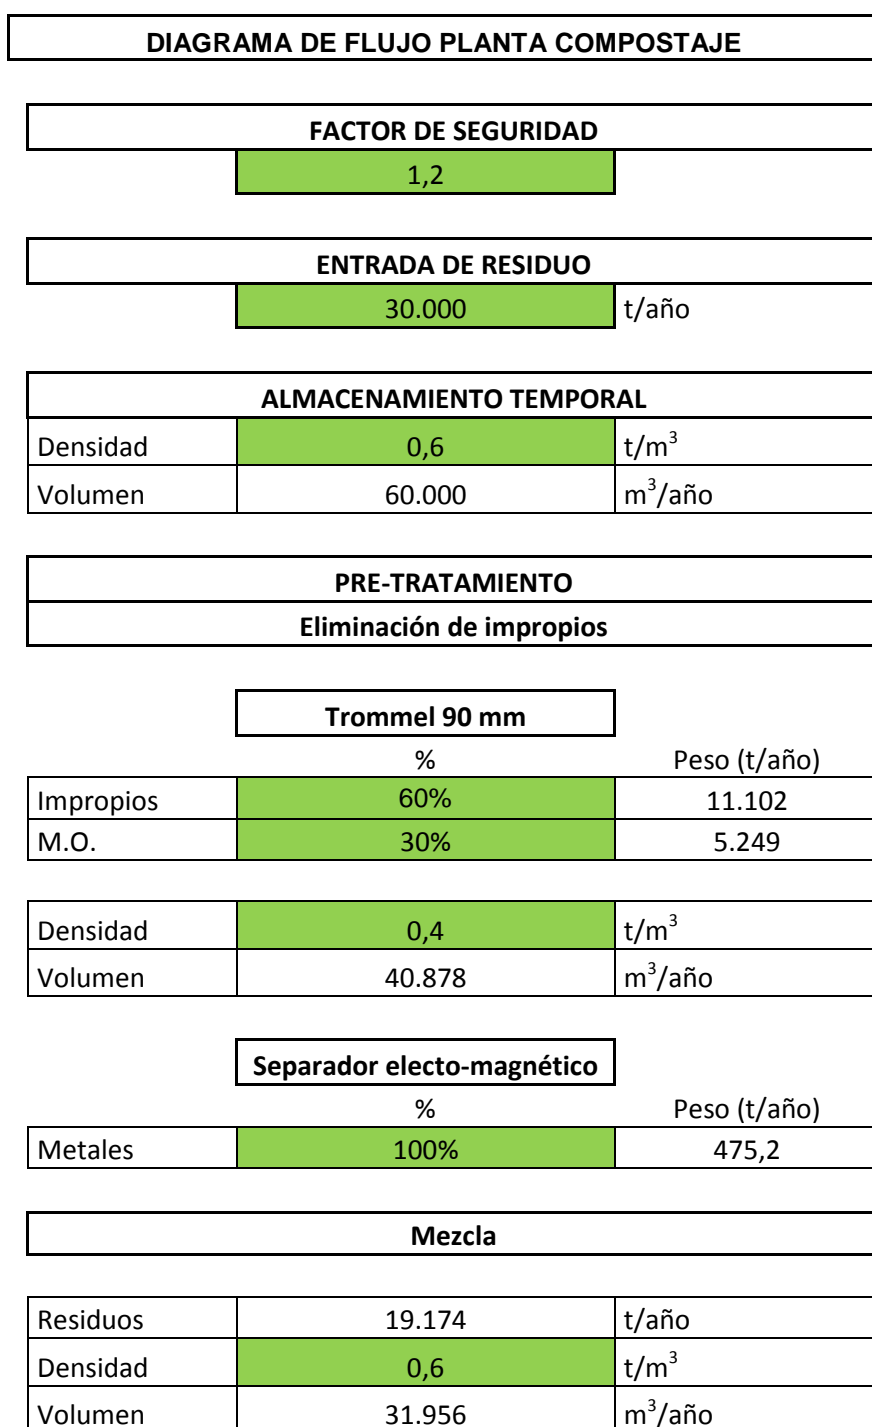 DIAGRAMA DE FLUJO PLANTA COMPOSTAJE
FACTOR DE SEGURIDAD
1,2
ENTRADA DE RESIDUO
30.000 t/año
ALMACENAMIENTO TEMPORAL
Densidad 0,6 t/m³
Volumen 60.000 m³/año
PRE-TRATAMIENTO
Eliminación de impropios
Trommel 90 mm
% Peso (t/año)
Impropios 60% 11.102
M.O. 30% 5.249
Densidad 0,4 t/m³
Volumen 40.878 m³/año
Separador electo-magnético
% Peso (t/año)
Metales 100% 475,2
Mezcla
Residuos 19.174 t/año
Densidad 0,6 t/m³
Volumen 31.956 m³/año